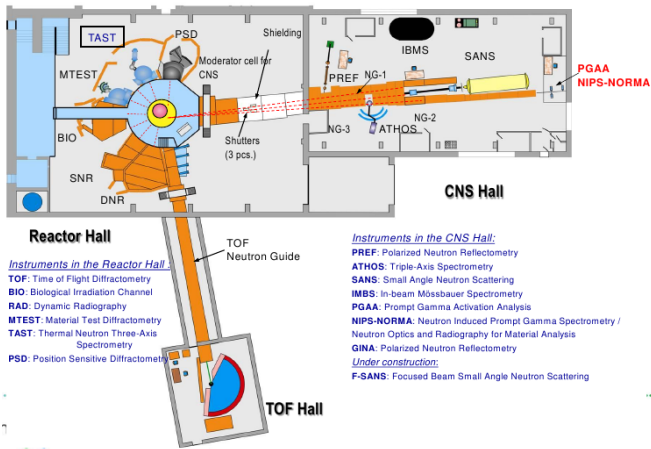 TAST
PSD
Moderator cell for
CNS
Shielding
MTEST
BIO
SNR
DNR
Shutters
(3 pcs.)
PREF
NG-1
IBMS
SANS
PGAA
NIPS-NORMA
NG-3
ATHOS
NG-2
CNS Hall
Reactor Hall
TOF
Neutron Guide
Instruments in the Reactor Hall :
TOF: Time of Flight Diffractometry
BIO: Biological Irradiation Channel
RAD: Dynamic Radiography
MTEST: Material Test Diffractometry
TAST: Thermal Neutron Three-Axis
Spectrometry
PSD: Position Sensitive Diffractometry
TOF Hall
Instruments in the CNS Hall:
PREF: Polarized Neutron Reflectometry
ATHOS: Triple-Axis Spectrometry
SANS: Small Angle Neutron Scattering
IMBS: In-beam Mössbauer Spectrometry
PGAA: Prompt Gamma Activation Analysis
NIPS-NORMA: Neutron Induced Prompt Gamma Spectrometry /
Neutron Optics and Radiography for Material Analysis
GINA: Polarized Neutron Reflectometry
Under construction:
F-SANS: Focused Beam Small Angle Neutron Scattering